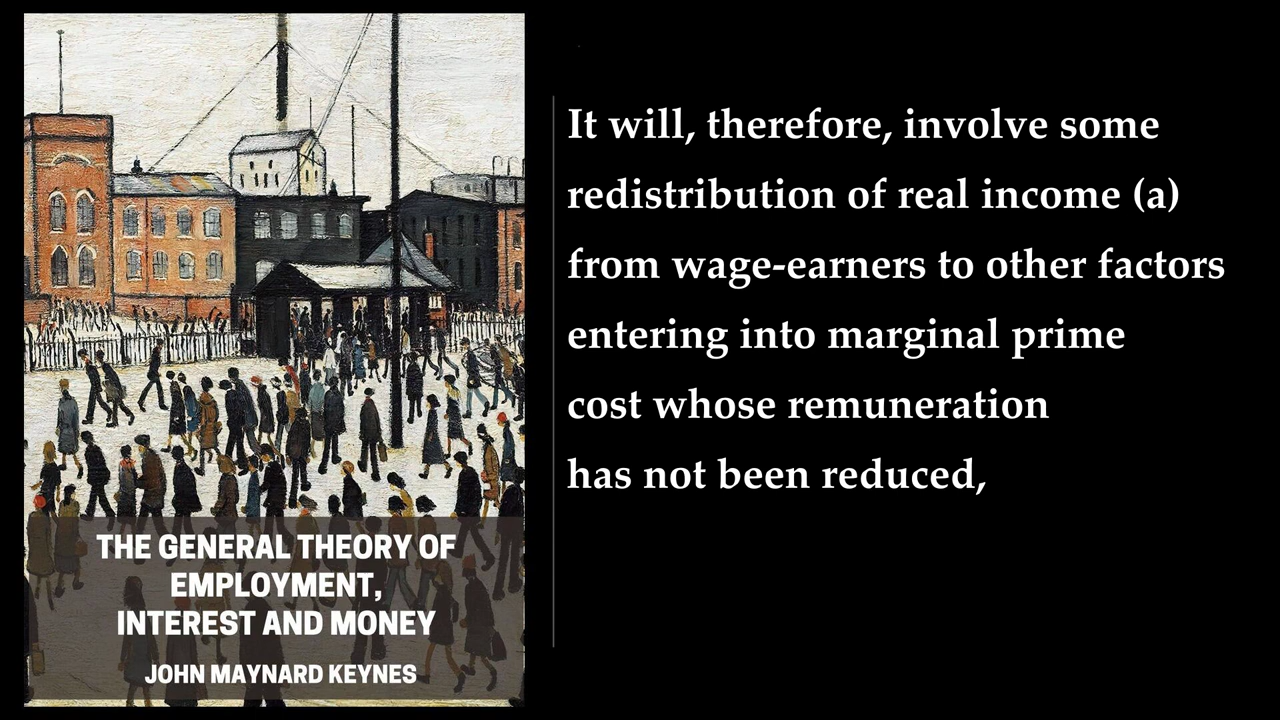 THE GENERAL THEORY OF
EMPLOYMENT,
INTEREST AND MONEY
JOHN MAYNARD KEYNES
It will, therefore, involve some
redistribution of real income (a)
from wage-earners to other factors
entering into marginal prime
cost whose remuneration
has not been reduced,